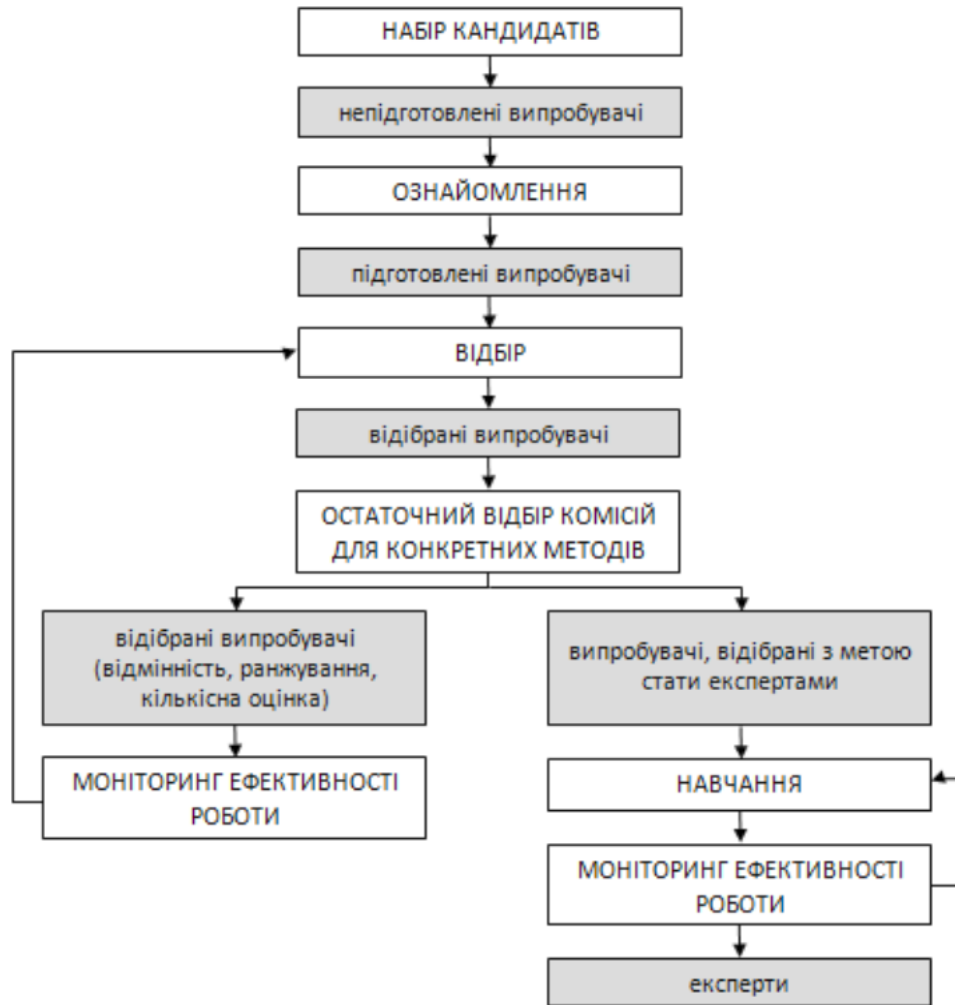 НАБІР КАНДИДАТІВ
непідготовлені випробувачі
ОЗНАЙОМЛЕННЯ
підготовлені випробувачі
ВІДБІР
відібрані випробувачі
ОСТАТОЧНИЙ ВІДБІР КОМІСІЙ
ДЛЯ КОНКРЕТНИХ МЕТОДІВ
відібрані випробувачі
(відмінність, ранжування,
кількісна оцінка)
МОНІТОРИНГ ЕФЕКТИВНОСТІ
РОБОТИ
випробувачі, відібрані з метою
стати експертами
НАВЧАННЯ
МОНІТОРИНГ ЕФЕКТИВНОСТІ
РОБОТИ
експерти